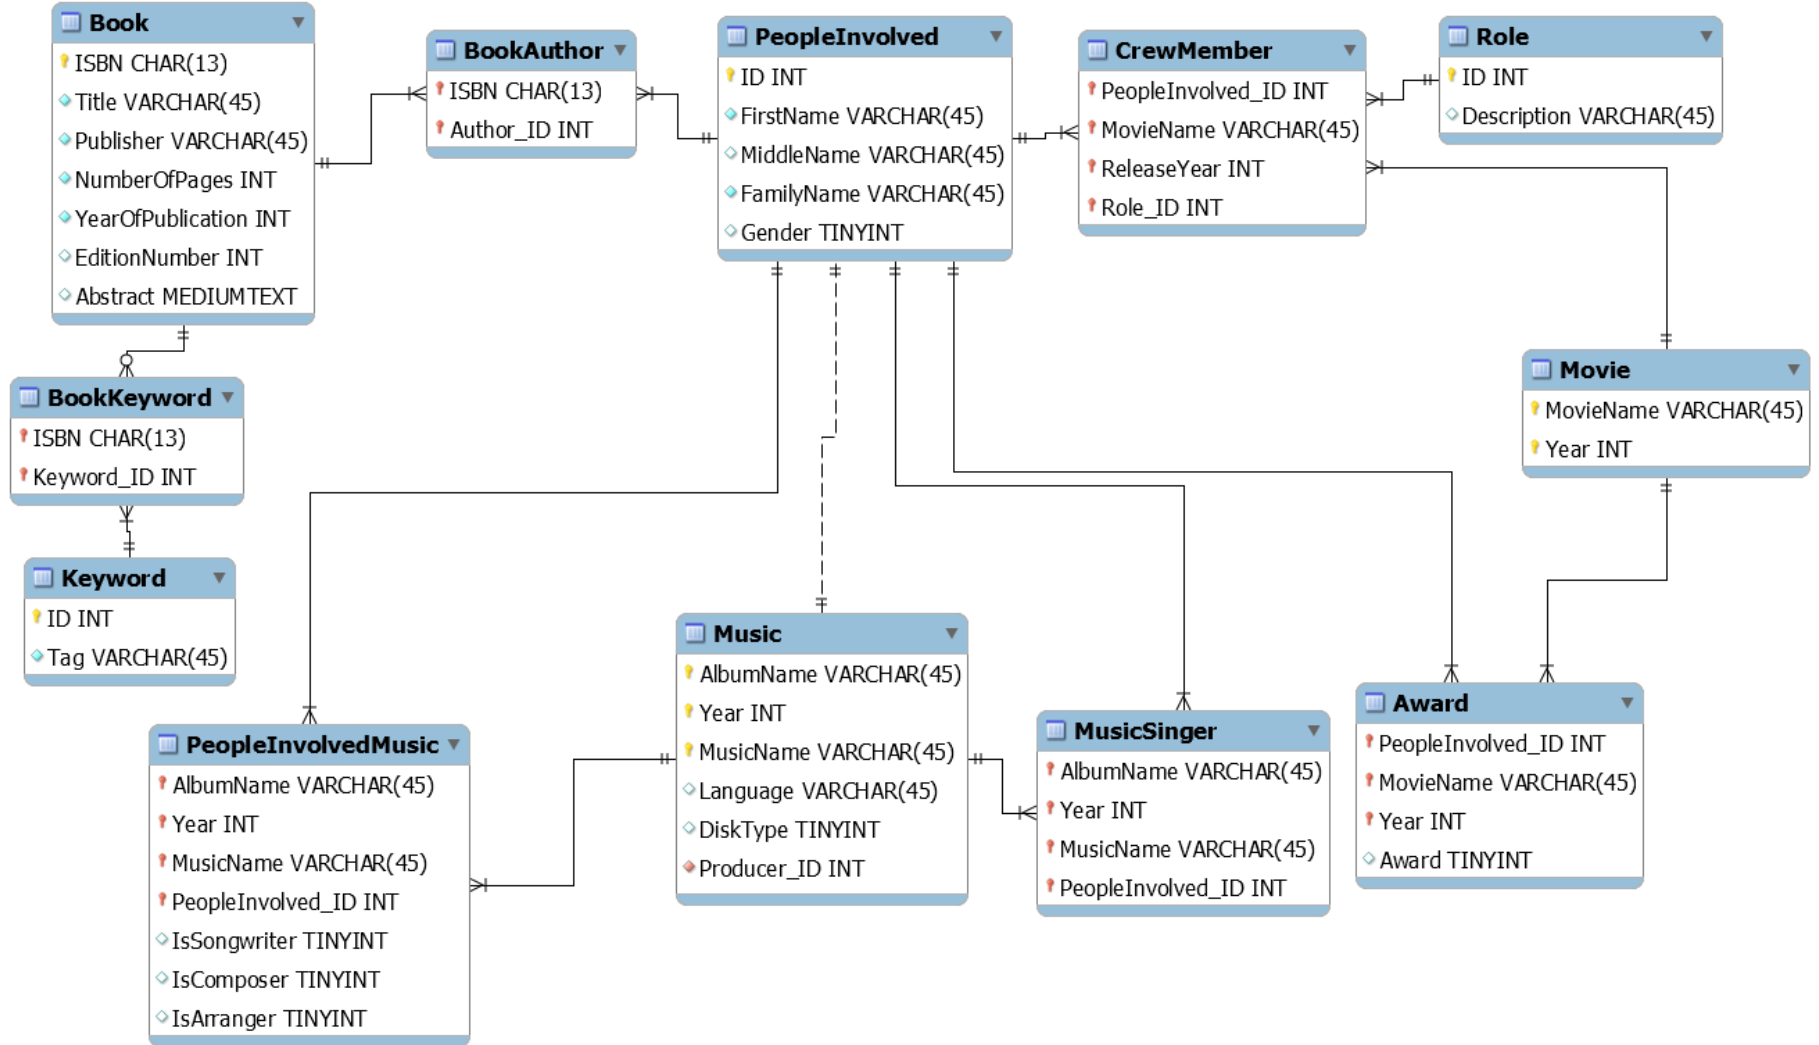 Book
ISBN CHAR(13)
Title VARCHAR(45)
Publisher VARCHAR(45)
NumberOfPages INT
YearOfPublication INT
EditionNumber INT
Abstract MEDIUMTEXT
BookAuthor
ISBN CHAR(13)
Author_ID INT
PeopleInvolved
ID INT
FirstName VARCHAR(45)
MiddleName VARCHAR(45)
FamilyName VARCHAR(45)
Gender TINYINT
CrewMember
PeopleInvolved_ID INT
MovieName VARCHAR(45)
ReleaseYear INT
Role_ID INT
Role
ID INT
Description VARCHAR(45)
BookKeyword
ISBN CHAR(13)
Keyword_ID INT
Movie
MovieName VARCHAR(45)
Year INT
Keyword
ID INT
Tag VARCHAR(45)
PeopleInvolvedMusic
AlbumName VARCHAR(45)
Year INT
MusicName VARCHAR(45)
PeopleInvolved_ID INT
IsSongwriter TINYINT
IsComposer TINYINT
IsArranger TINYINT
Music
AlbumName VARCHAR(45)
Year INT
MusicName VARCHAR(45)
Language VARCHAR(45)
DiskType TINYINT
Producer_ID INT
MusicSinger
AlbumName VARCHAR(45)
Year INT
MusicName VARCHAR(45)
PeopleInvolved_ID INT
Award
PeopleInvolved_ID INT
MovieName VARCHAR(45)
Year INT
Award TINYINT